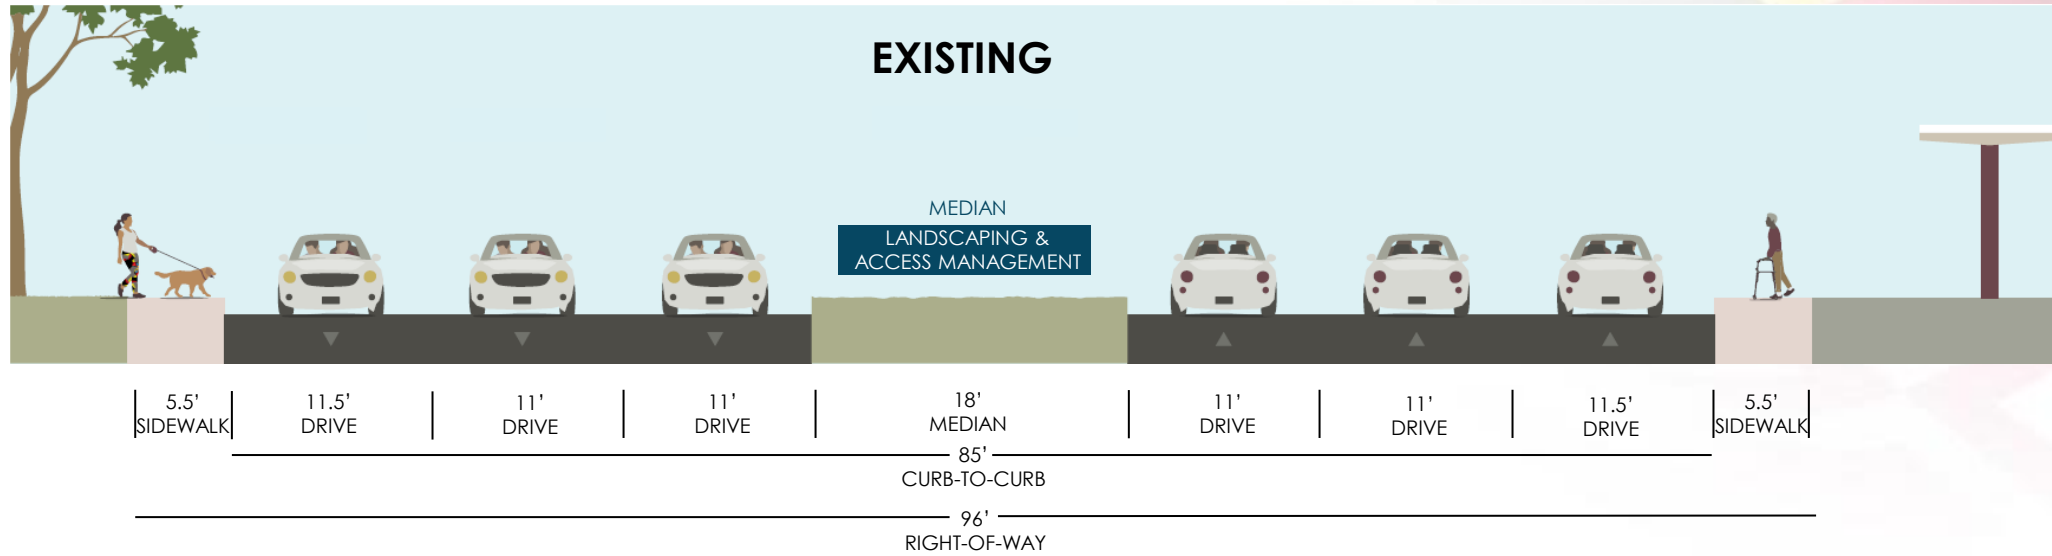 EXISTING
MEDIAN
LANDSCAPING &
ACCESS MANAGEMENT
5.5’
SIDEWALK
11.5’
DRIVE
11’
DRIVE
11’
DRIVE
18’
MEDIAN
11’
DRIVE
11’
DRIVE
11.5’
DRIVE
5.5’
SIDEWALK
85’
CURB-TO-CURB
96’
RIGHT-OF-WAY